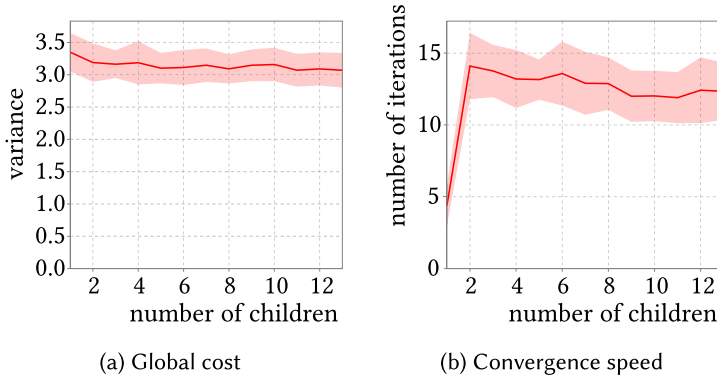 variance
3.5
3.0
2.5
2.0
1.5
1.0
0.5
0.0
2 4 6 8 10 12
number of children
(a) Global cost
number of iterations
15
10
5
0
2 4 6 8 10 12
number of children
(b) Convergence speed